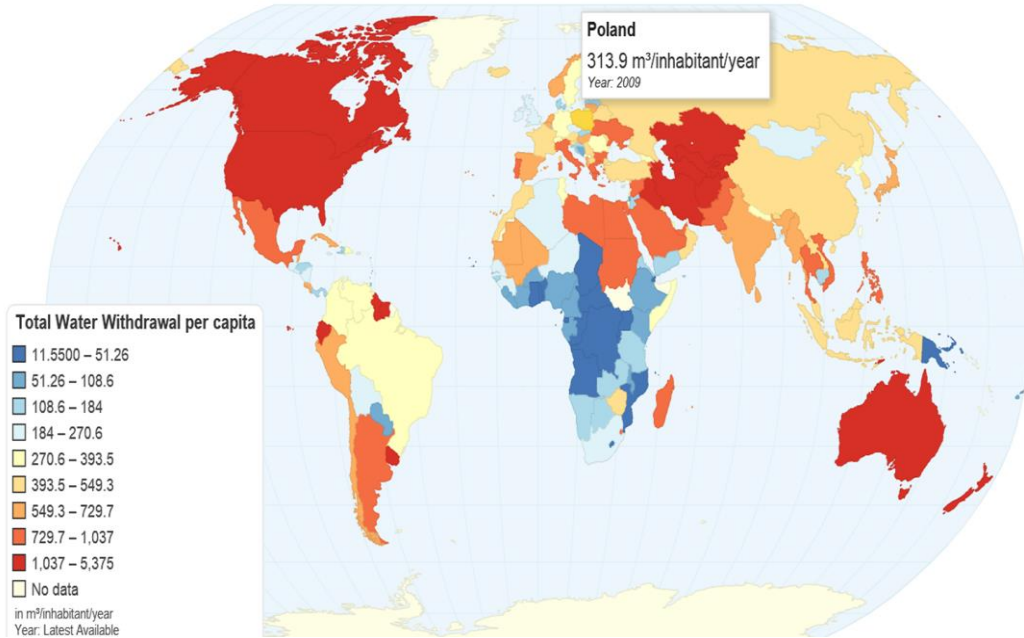 Poland
313.9 m³/inhabitant/year
Year: 2009
Total Water Withdrawal per capita
11.5500 – 51.26
51.26 – 108.6
108.6 – 184
184 – 270.6
270.6 – 393.5
393.5 – 549.3
549.3 – 729.7
729.7 – 1,037
1,037 – 5,375
No data
in m³/inhabitant/year
Year: Latest Available